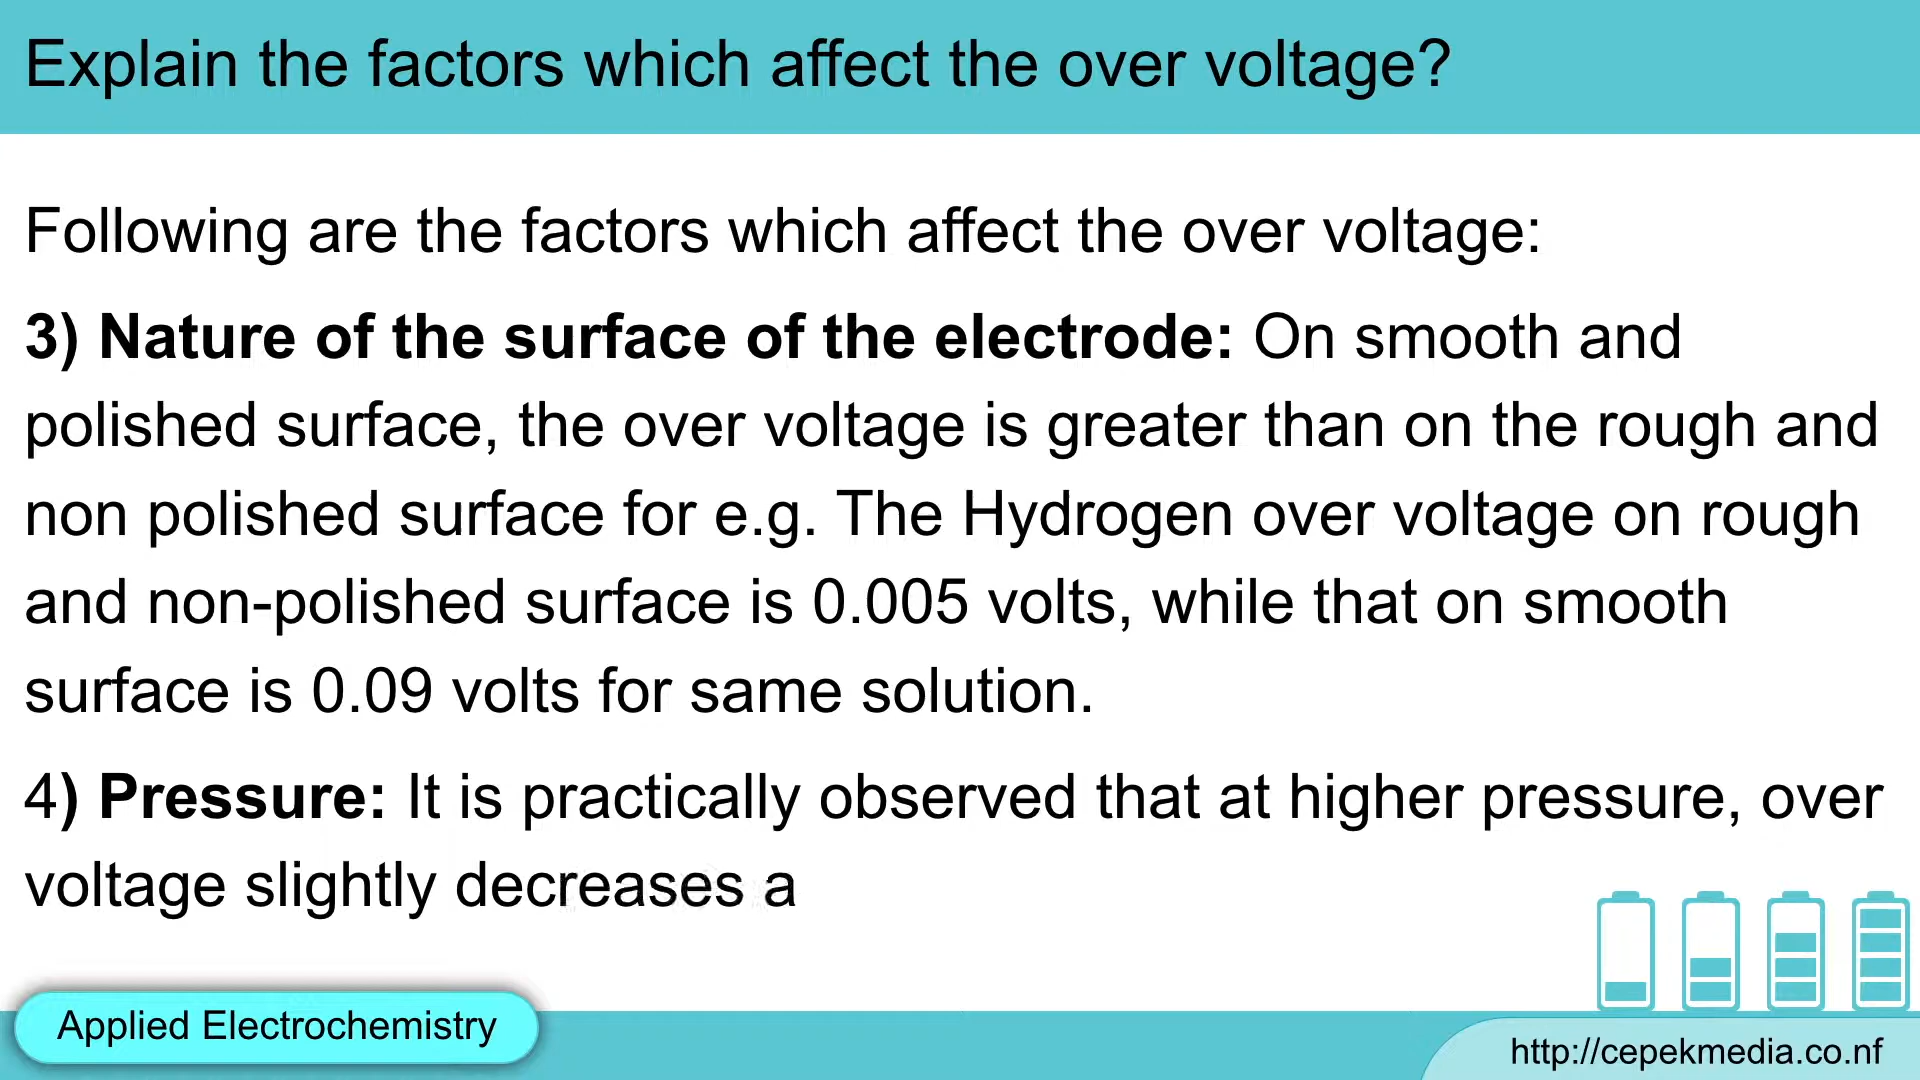 Explain the factors which affect the over voltage?
Following are the factors which affect the over voltage:
3) Nature of the surface of the electrode: On smooth and
polished surface, the over voltage is greater than on the rough and
non polished surface for e.g. The Hydrogen over voltage on rough
and non-polished surface is 0.005 volts, while that on smooth
surface is 0.09 volts for same solution.
4) Pressure: It is practically observed that at higher pressure, over
voltage slightly decreases a
Applied Electrochemistry
http://cepekmedia.co.nf